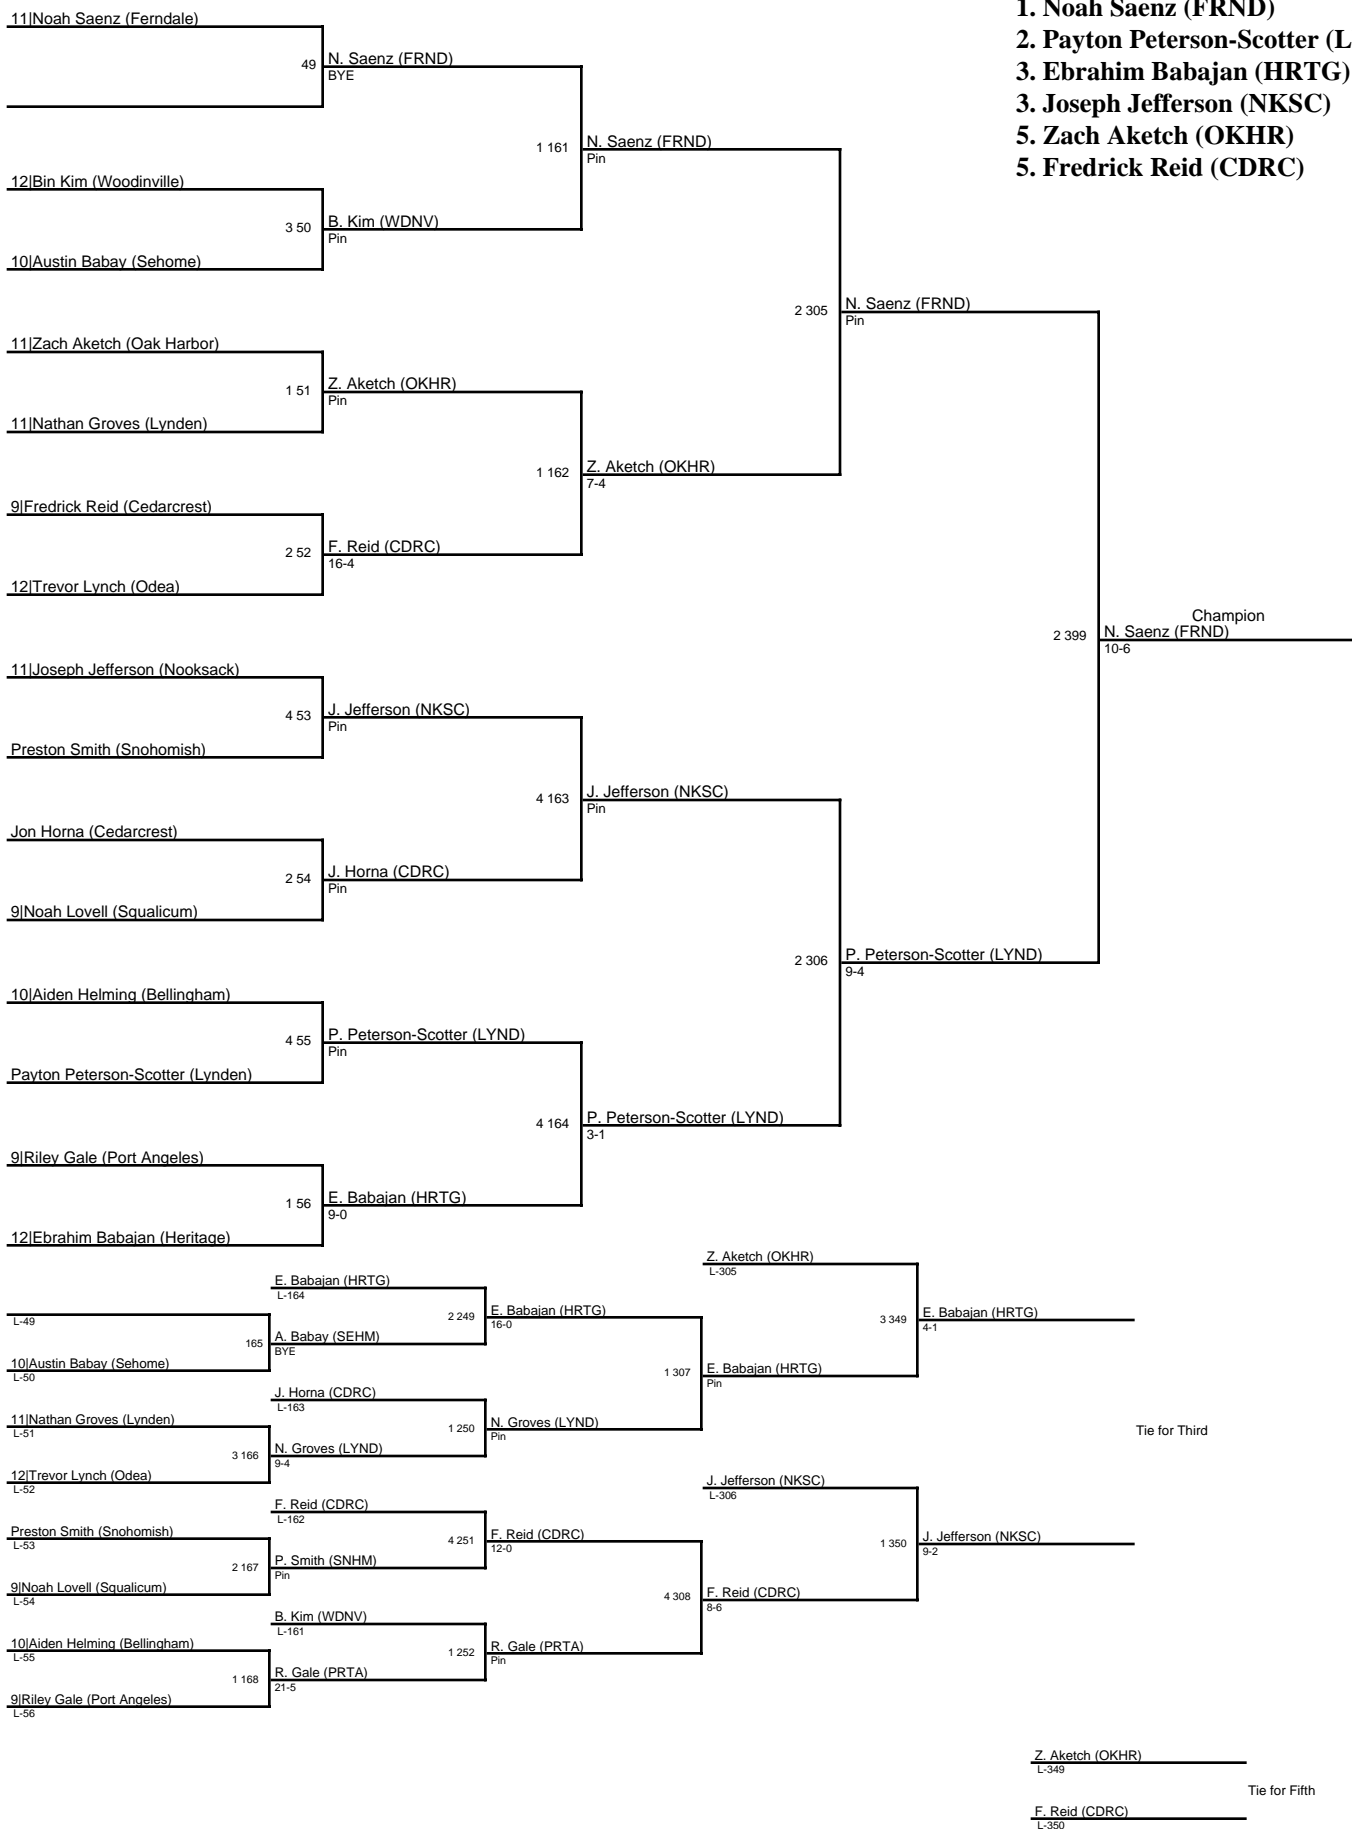 1. Noah Saenz (FRND)
2. Payton Peterson-Scotter (L
3. Ebrahim Babajan (HRTG)
3. Joseph Jefferson (NKSC)
5. Zach Aketch (OKHR)
5. Fredrick Reid (CDRC)
11|Noah Saenz (Ferndale)
49
N. Saenz (FRND)
BYE
1 161
N. Saenz (FRND)
Pin
12|Bin Kim (Woodinville)
3 50
B. Kim (WDNV)
Pin
10|Austin Babay (Sehome)
2 305
N. Saenz (FRND)
Pin
11|Zach Aketch (Oak Harbor)
1 51
Z. Aketch (OKHR)
Pin
11|Nathan Groves (Lynden)
1 162
Z. Aketch (OKHR)
7-4
9|Fredrick Reid (Cedarcrest)
2 52
F. Reid (CDRC)
16-4
12|Trevor Lynch (Odea)
Champion
2 399
N. Saenz (FRND)
10-6
11|Joseph Jefferson (Nooksack)
4 53
J. Jefferson (NKSC)
Pin
Preston Smith (Snohomish)
4 163
J. Jefferson (NKSC)
Pin
Jon Horna (Cedarcrest)
2 54
J. Horna (CDRC)
Pin
9|Noah Lovell (Squalicum)
2 306
P. Peterson-Scotter (LYND)
9-4
10|Aiden Helming (Bellingham)
4 55
P. Peterson-Scotter (LYND)
Pin
Payton Peterson-Scotter (Lynden)
4 164
P. Peterson-Scotter (LYND)
3-1
9|Riley Gale (Port Angeles)
1 56
E. Babajan (HRTG)
9-0
12|Ebrahim Babajan (Heritage)
Z. Aketch (OKHR)
L-305
E. Babajan (HRTG)
L-164
2 249
E. Babajan (HRTG)
16-0
3 349
E. Babajan (HRTG)
4-1
L-49
165
A. Babay (SEHM)
BYE
10|Austin Babay (Sehome)
L-50
1 307
E. Babajan (HRTG)
Pin
J. Horna (CDRC)
L-163
11|Nathan Groves (Lynden)
L-51
1 250
N. Groves (LYND)
Pin
Tie for Third
3 166
N. Groves (LYND)
9-4
12|Trevor Lynch (Odea)
L-52
J. Jefferson (NKSC)
L-306
F. Reid (CDRC)
L-162
Preston Smith (Snohomish)
L-53
4 251
F. Reid (CDRC)
12-0
1 350
J. Jefferson (NKSC)
9-2
2 167
P. Smith (SNHM)
Pin
9|Noah Lovell (Squalicum)
L-54
4 308
F. Reid (CDRC)
8-6
B. Kim (WDNV)
L-161
10|Aiden Helming (Bellingham)
L-55
1 252
R. Gale (PRTA)
Pin
1 168
R. Gale (PRTA)
21-5
9|Riley Gale (Port Angeles)
L-56
Z. Aketch (OKHR)
L-349
Tie for Fifth
F. Reid (CDRC)
L-350